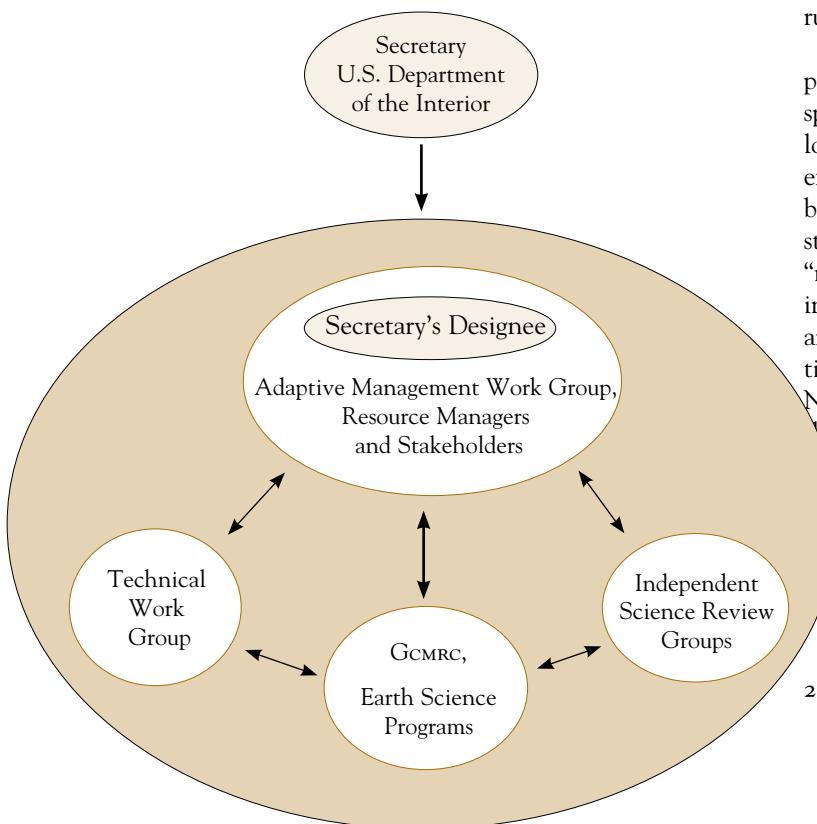 Secretary
U.S. Department
of the Interior
Secretary’s Designee
Adaptive Management Work Group,
Resource Managers
and Stakeholders
Technical
Work
Group
GCMRC,
Earth Science
Programs
Independent
Science Review
Groups
2